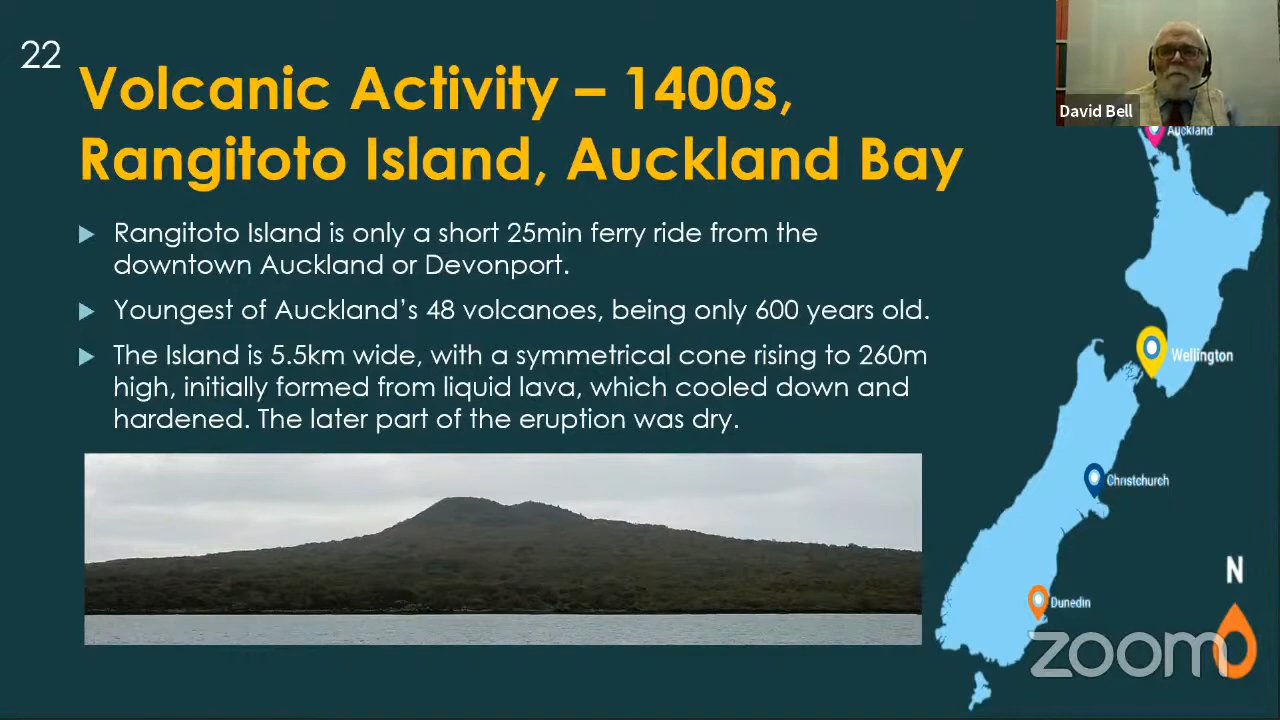 22
Volcanic Activity – 1400s,
Rangitoto Island, Auckland Bay
Rangitoto Island is only a short 25min ferry ride from the
downtown Auckland or Devonport.
Youngest of Auckland’s 48 volcanoes, being only 600 years old.
The Island is 5.5km wide, with a symmetrical cone rising to 260m
high, initially formed from liquid lava, which cooled down and
hardened. The later part of the eruption was dry.
David Bell
Auckland
Wellington
Christchurch
N
Dunedin
zoom